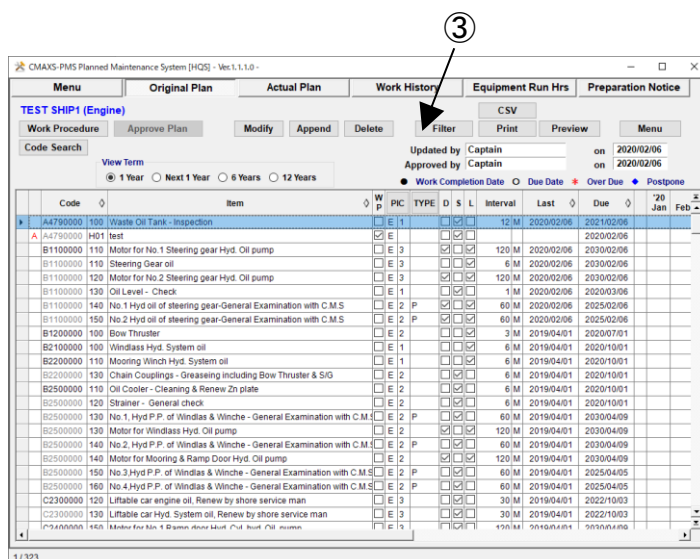 ③
CMAXS-PMS Planned Maintenance System [HQS] - Ver.1.1.1.0 -
Menu Original Plan Actual Plan Work History Equipment Run Hrs Preparation Notice
TEST SHIP1 (Engine) CSV
Work Procedure Approve Plan Modify Append Delete Filter Print Preview Menu
Code Search Updated by Captain on 2020/02/06
View Term Approved by Captain on 2020/02/06
1 Year Next 1 Year 6 Years 12 Years
● Work Completion Date O Due Date ✳ Over Due ◆ Postpone
Code ◊ Item ◊ W P PIC TYPE D S L Interval Last ◊ Due ◊ '20 Jan Feb
A4790000 100 Waste Oil Tank - Inspection E 1 12 M 2020/02/06 2021/02/06
A A4790000 H01 test E 2020/02/06
B1100000 110 Motor for No.1 Steering gear Hyd. Oil pump E 3 120 M 2020/02/06 2030/02/06
B1100000 110 Steering Gear oil E 3 6 M 2020/02/06 2030/02/06
B1100000 120 Motor for No.2 Steering gear Hyd. Oil pump E 3 120 M 2020/02/06 2030/02/06
B1100000 130 Oil Level - Check E 1 1 M 2020/02/06 2020/03/06
B1100000 140 No.1 Hyd oil of steering gear-General Examination with C.M.S E 2 P 60 M 2020/02/06 2025/02/06
B1100000 150 No.2 Hyd oil of steering gear-General Examination with C.M.S E 2 P 60 M 2020/02/06 2025/02/06
B1200000 100 Bow Thruster E 2 3 M 2019/04/01 2020/07/01
B2100000 100 Windlass Hyd. System oil E 1 6 M 2019/04/01 2020/10/01
B2200000 110 Mooring Winch Hyd. System oil E 1 6 M 2019/04/01 2020/10/01
B2200000 130 Chain Couplings - Greaseing including Bow Thruster & S/G E 2 6 M 2019/04/01 2020/10/01
B2500000 110 Oil Cooler - Cleaning & Renew Zn plate E 2 6 M 2019/04/01 2020/10/01
B2500000 120 Strainer - General check E 2 6 M 2019/04/01 2020/10/01
B2500000 130 No.1, Hyd P.P. of Windlas & Winche - General Examination with C.M.S E 2 P 60 M 2019/04/01 2030/04/09
B2500000 130 Motor for Windlass Hyd. Oil pump E 2 120 M 2019/04/01 2030/04/09
B2500000 140 No.2, Hyd P.P. of Windlas & Winche - General Examination with C.M.S E 2 P 60 M 2019/04/01 2030/04/09
B2500000 140 Motor for Mooring & Ramp Door Hyd. Oil pump E 2 120 M 2019/04/01 2030/04/09
B2500000 150 No.3,Hyd P.P. of Windlas & Winche - General Examination with C.M.S E 2 P 60 M 2019/04/01 2025/04/05
B2500000 160 No.4,Hyd P.P. of Windlas & Winche - General Examination with C.M.S E 2 P 60 M 2019/04/01 2025/04/05
C2300000 120 Liftable car engine oil, Renew by shore service man E 3 30 M 2019/04/01 2022/10/03
C2300000 130 Liftable car Hyd. System oil, Renew by shore service man E 3 30 M 2019/04/01 2022/10/03
C2400000 150 Motor for No.1 Ramp door Hyd. Cyl. hyd. Oil pump E 3 120 M 2019/04/01 2030/04/09
1 / 323